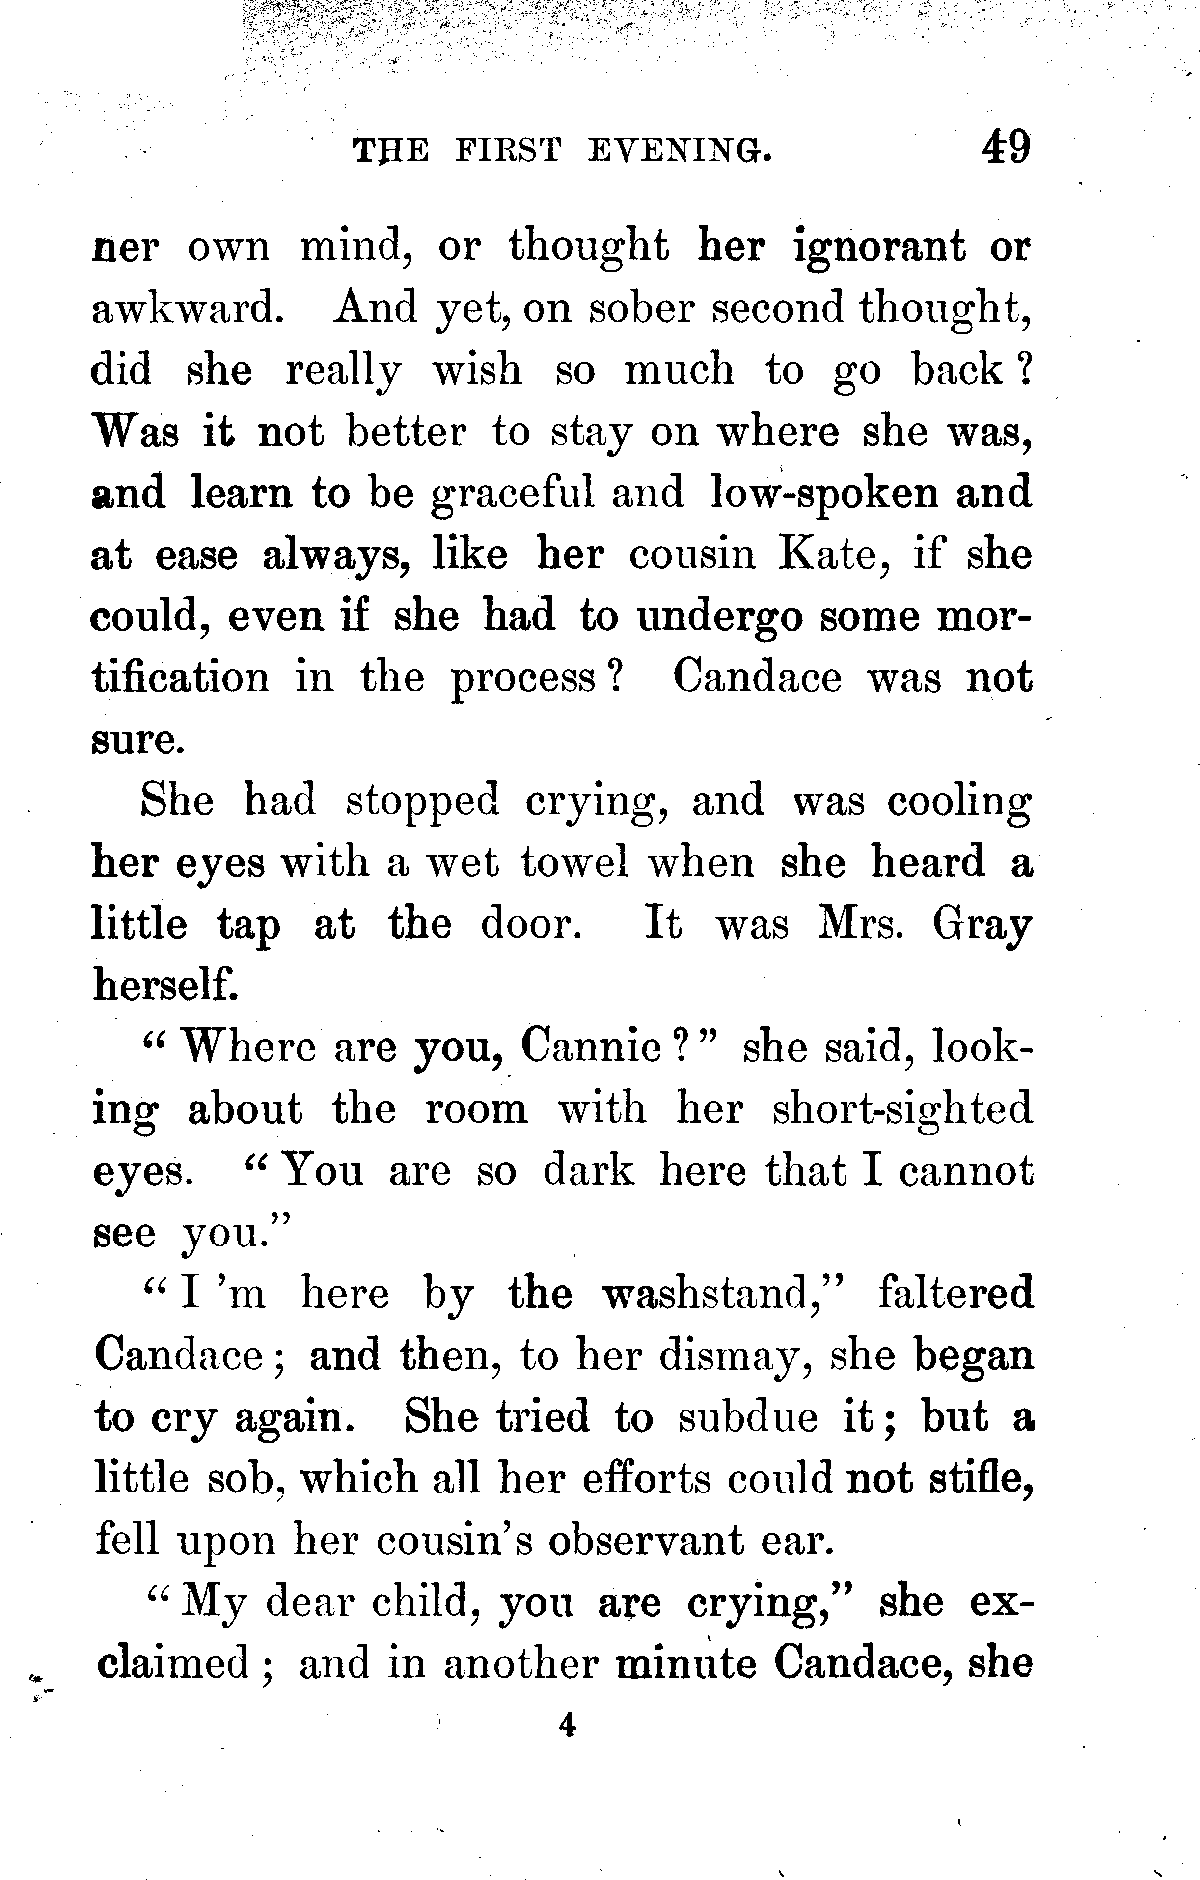 THE FIRST EVENING. 49
ner own mind, or thought her ignorant or
awkward. And yet, on sober second thought,
did she really wish so much to go back?
Was it not better to stay on where she was,
and learn to be graceful and low-spoken and
at ease always, like her cousin Kate, if she
could, even if she had to undergo some mor-
tification in the process? Candace was not
sure.
She had stopped crying, and was cooling
her eyes with a wet towel when she heard a
little tap at the door. It was Mrs. Gray
herself.
"Where are you, Cannie?" she said, look-
ing about the room with her short-sighted
eyes. "You are so dark here that I cannot
see you."
"I 'm here by the washstand," faltered
Candace; and then, to her dismay, she began
to cry again. She tried to subdue it; but a
little sob, which all her efforts could not stifle,
fell upon her cousin's observant ear.
"My dear child, you are crying," she ex-
claimed; and in another minute Candace, she
4